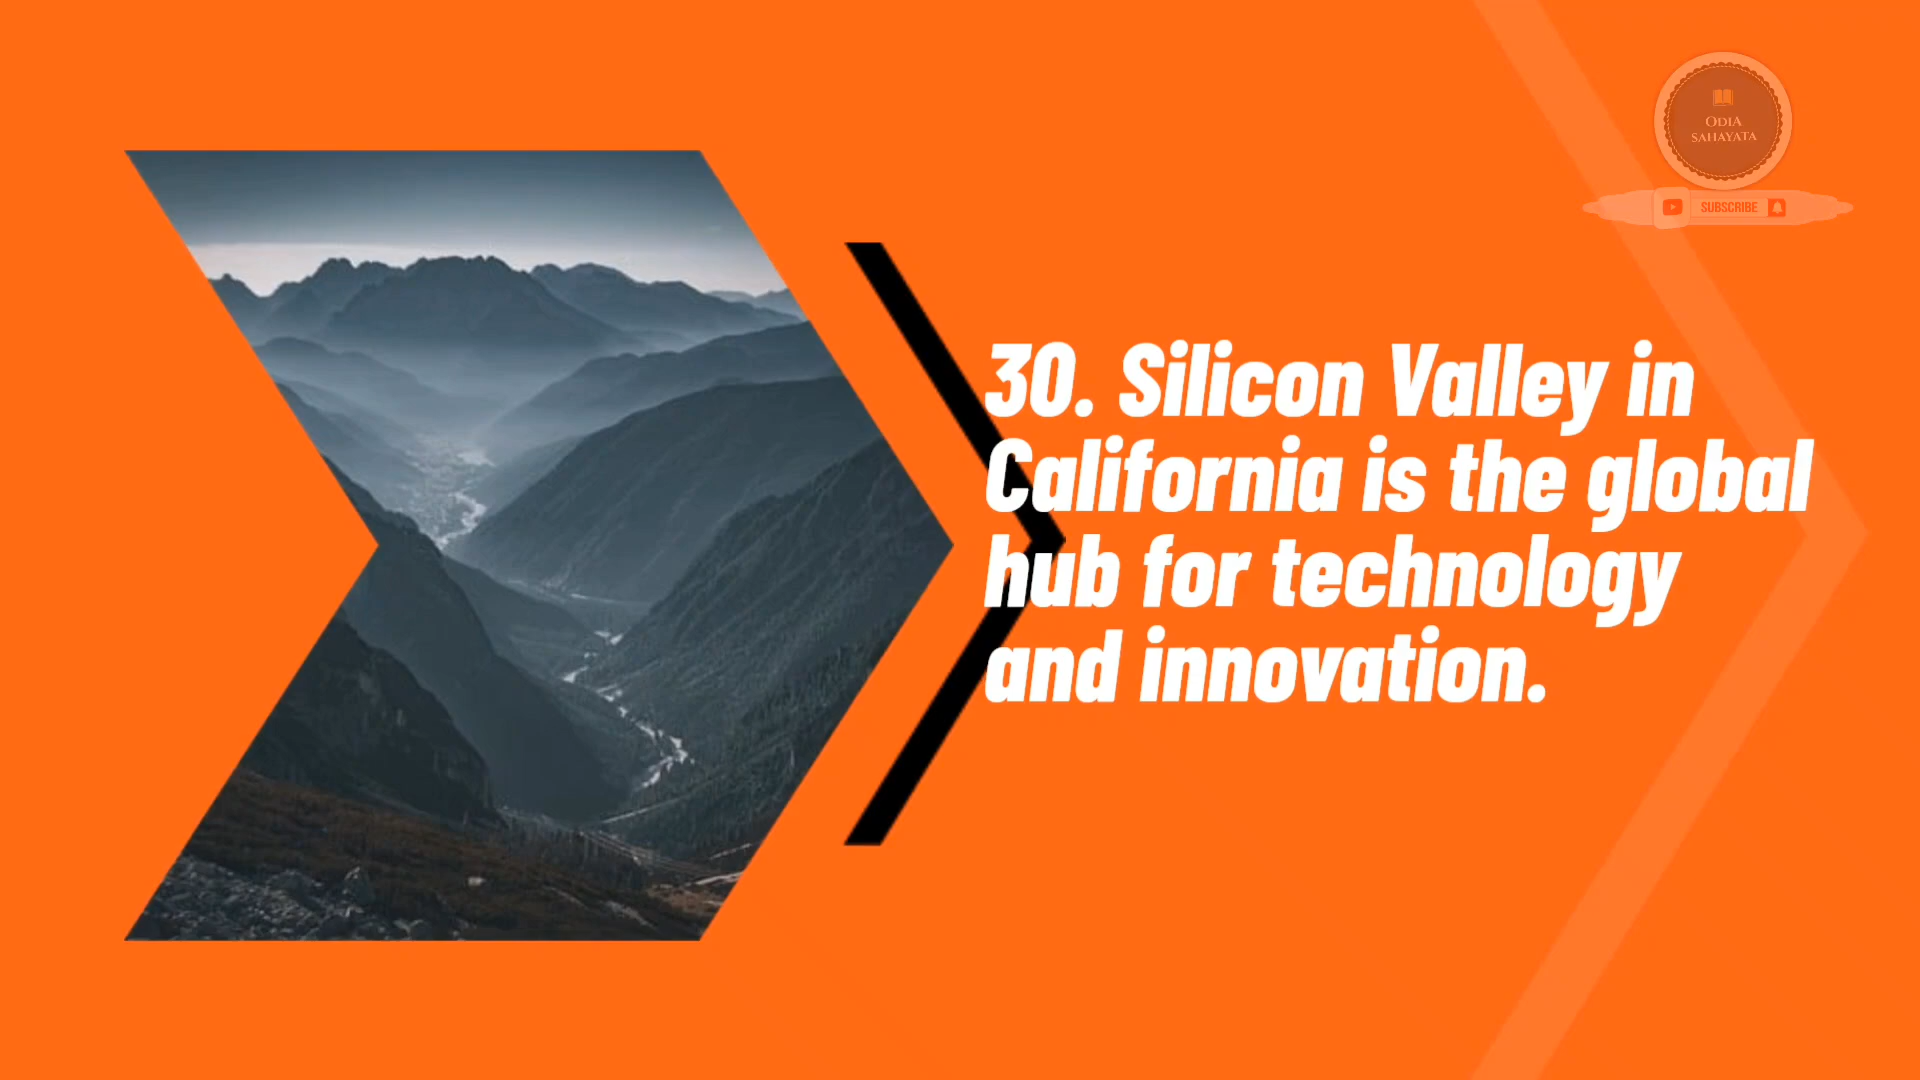 ODIA
SAHAYATA
SUBSCRIBE
30. Silicon Valley in
California is the global
hub for technology
and innovation.